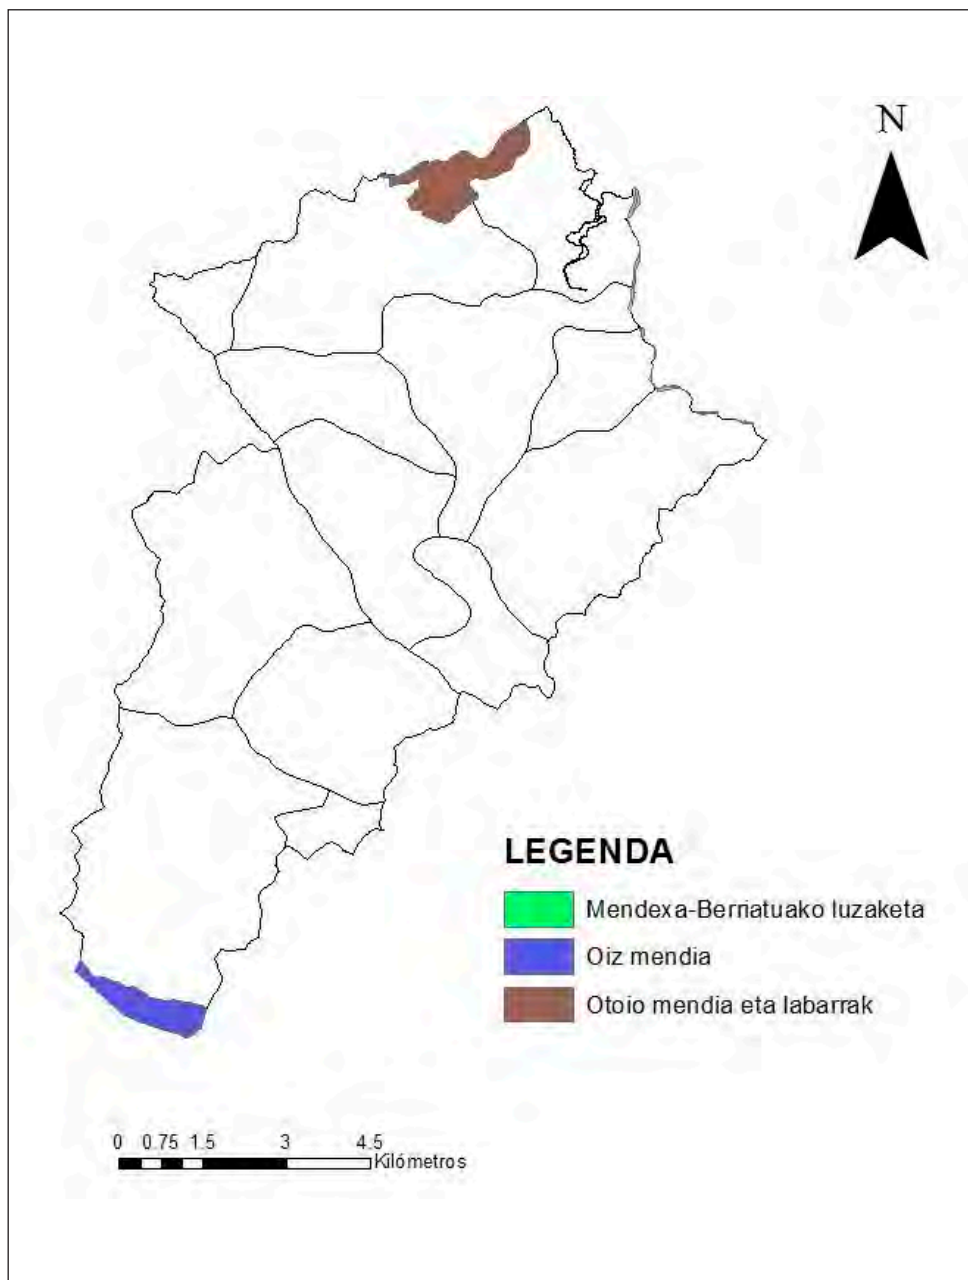 N
LEGENDA
Mendexa-Berriatuako luzaketa
Oiz mendia
Otoio mendia eta labarrak
0 0.75 1.5 3 4.5
Kilómetros